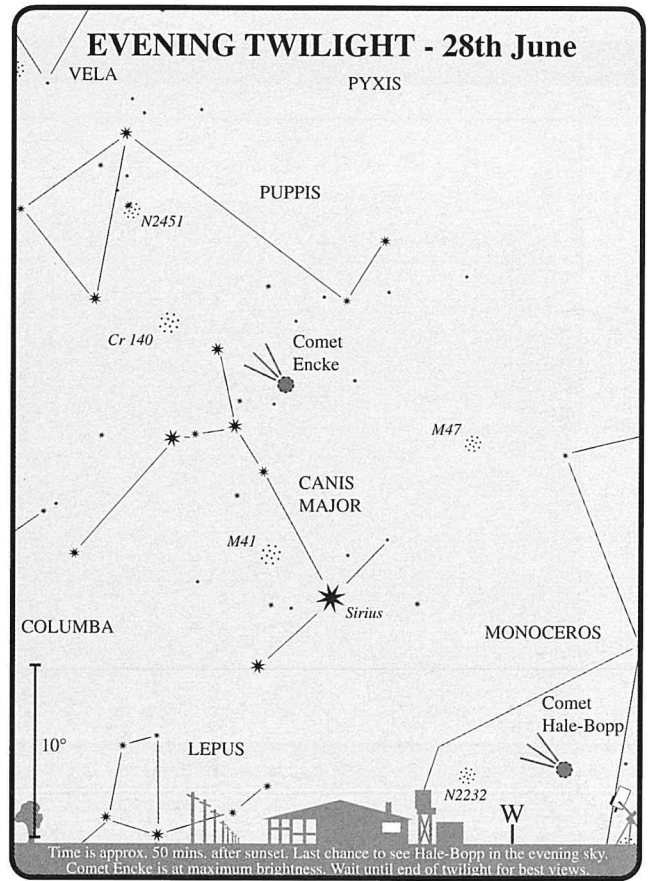 EVENING TWILIGHT - 28th June
VELA
PYXIS
PUPPIS
N2451
Cr 140
Comet
Encke
M47
CANIS
MAJOR
M41
Sirius
COLUMBA
MONOCEROS
Comet
Hale-Bopp
10°
LEPUS
N2232
W
Time is approx. 50 mins. after sunset. Last chance to see Hale-Bopp in the evening sky.
Comet Encke is at maximum brightness. Wait until end of twilight for best views.